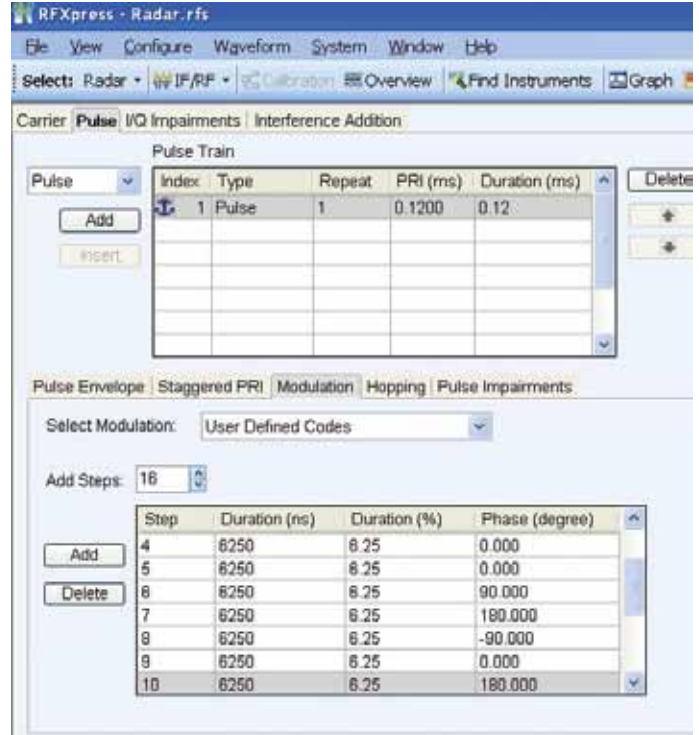 RFXpress - Radar.rfs
File View Configure Waveform System Window Help
Select: Radar IF/RF Calibration Overview Find Instruments Graph
Carrier Pulse I/Q Impairments Interference Addition
Pulse Train
Pulse
Add
Insert
Index Type Repeat PRI (ms) Duration (ms)
1 Pulse 1 0.1200 0.12
Delete
Pulse Envelope Staggered PRI Modulation Hopping Pulse Impairments
Select Modulation: User Defined Codes
Add Steps: 16
Add
Delete
Step Duration (ns) Duration (%) Phase (degree)
4 6250 6.25 0.000
5 6250 6.25 0.000
6 6250 6.25 90.000
7 6250 6.25 180.000
8 6250 6.25 -90.000
9 6250 6.25 0.000
10 6250 6.25 180.000